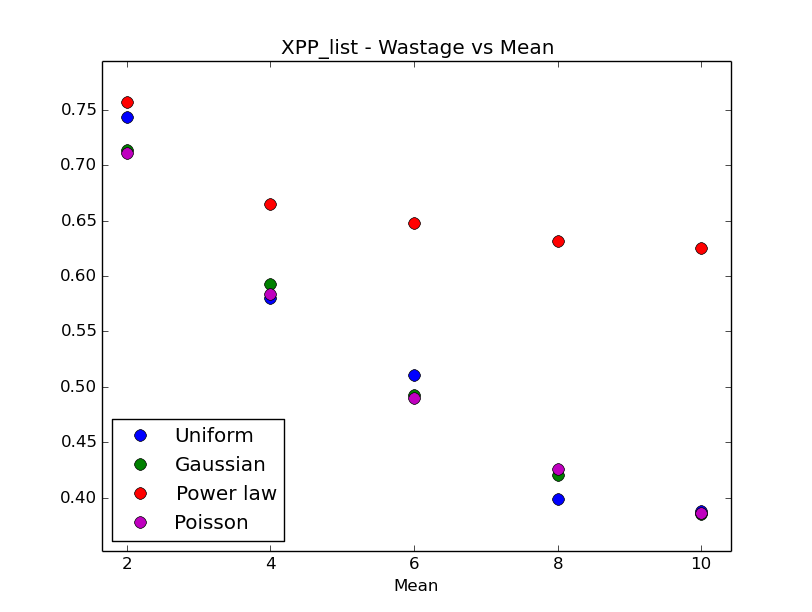 XPP_list - Wastage vs Mean
0.75
0.70
0.65
0.60
0.55
0.50
0.45
0.40
Uniform
Gaussian
Power law
Poisson
2 4 6 8 10
Mean